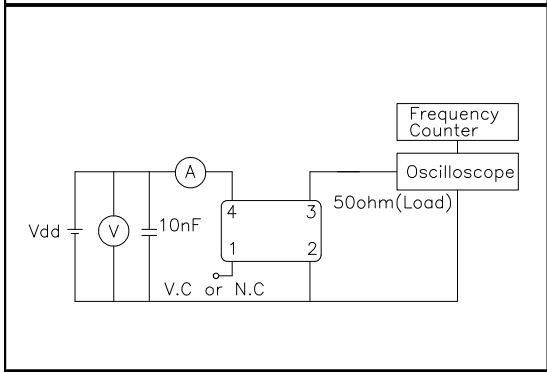 Frequency
Counter
A
Oscilloscope
4
3
50ohm(Load)
Vdd
V
10nF
1
2
V.C or N.C